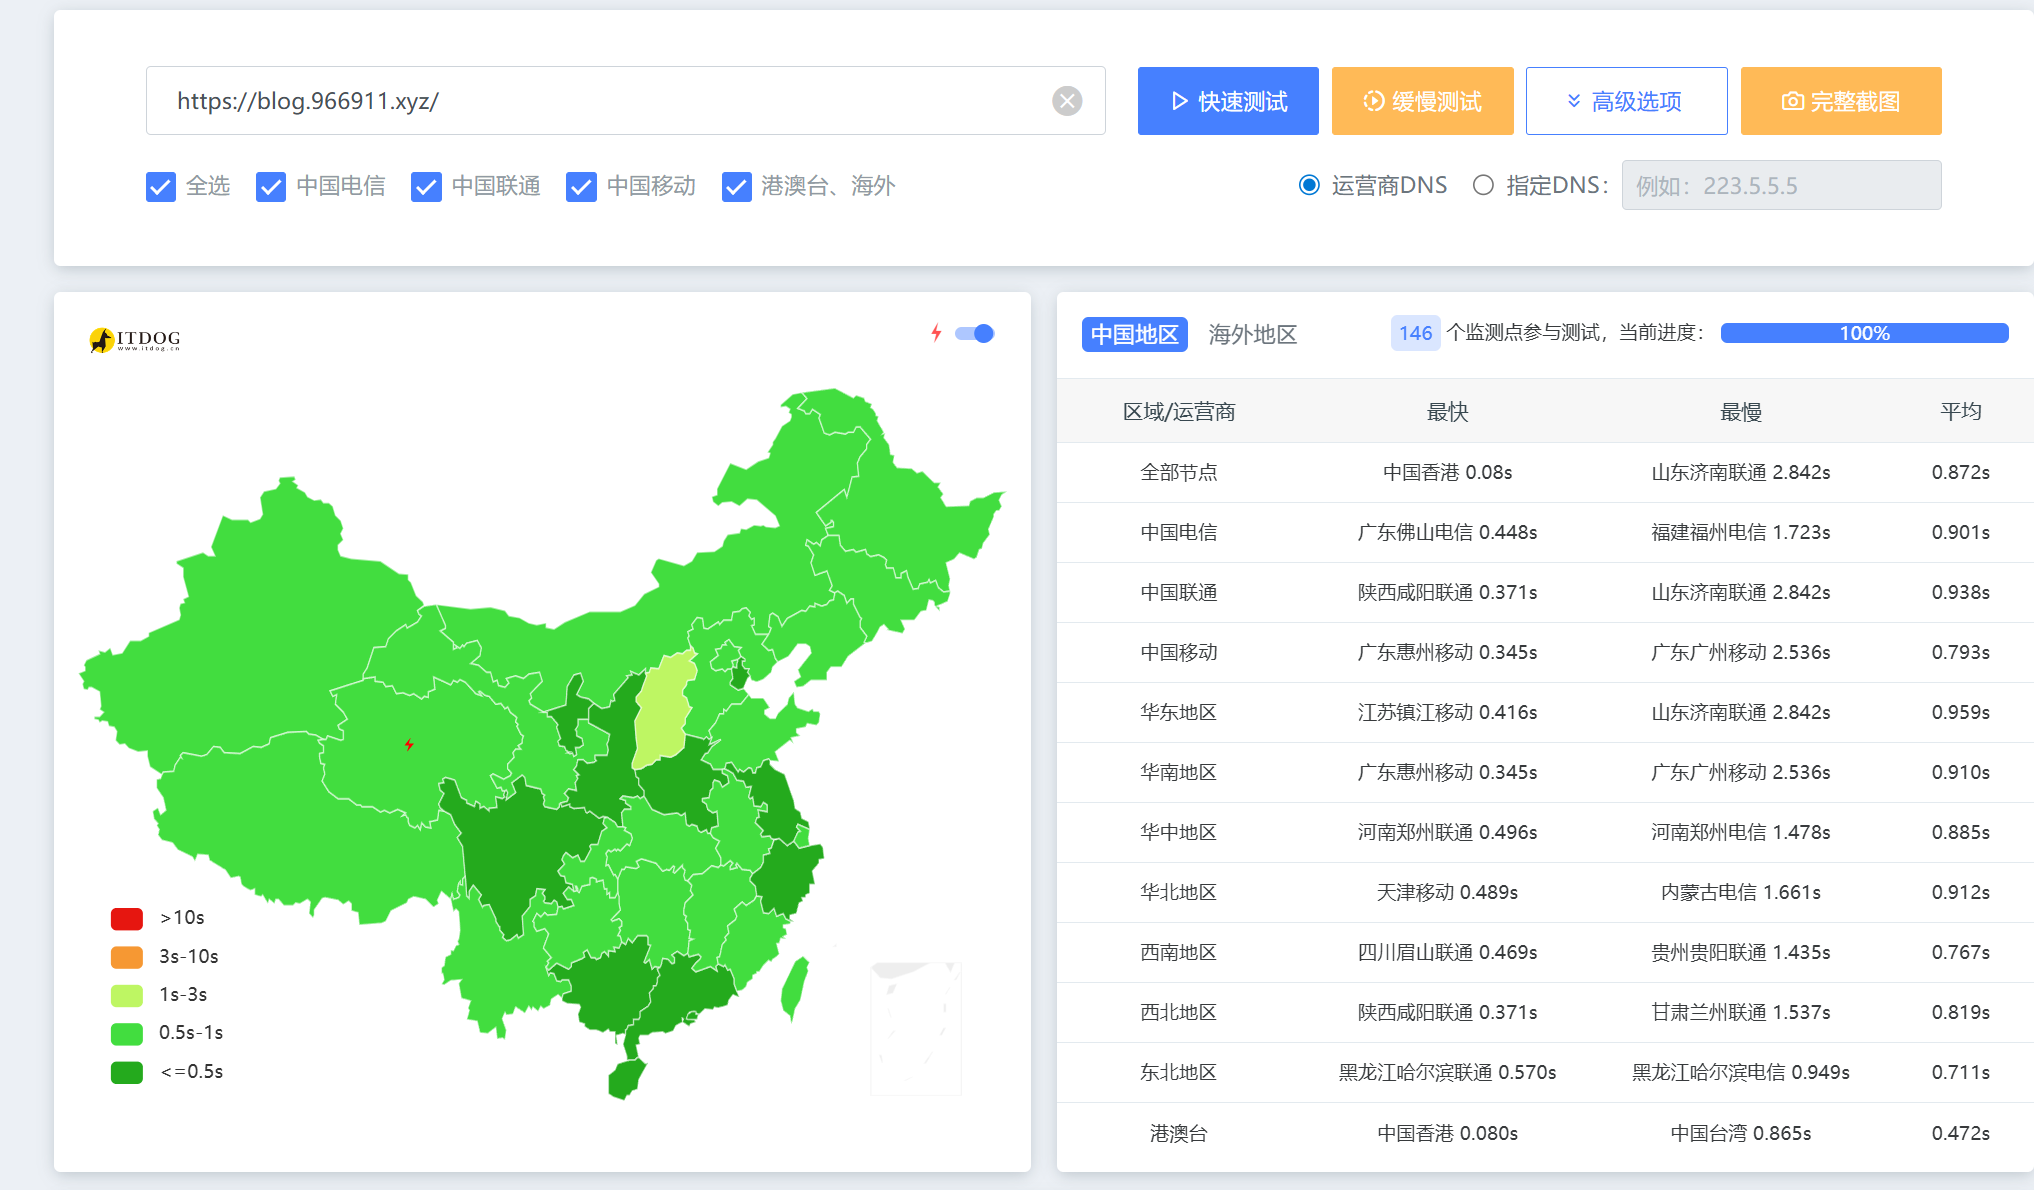 https://blog.966911.xyz/
快速测试
缓慢测试
高级选项
完整截图
全选 中国电信 中国联通 中国移动 港澳台、海外
运营商DNS 指定DNS： 例如：223.5.5.5
ITDOG
www.itdog.cn
>10s
3s-10s
1s-3s
0.5s-1s
<=0.5s
中国地区 海外地区 146 个监测点参与测试，当前进度： 100%
区域/运营商 最快 最慢 平均
全部节点 中国香港 0.08s 山东济南联通 2.842s 0.872s
中国电信 广东佛山电信 0.448s 福建福州电信 1.723s 0.901s
中国联通 陕西咸阳联通 0.371s 山东济南联通 2.842s 0.938s
中国移动 广东惠州移动 0.345s 广东广州移动 2.536s 0.793s
华东地区 江苏镇江移动 0.416s 山东济南联通 2.842s 0.959s
华南地区 广东惠州移动 0.345s 广东广州移动 2.536s 0.910s
华中地区 河南郑州联通 0.496s 河南郑州电信 1.478s 0.885s
华北地区 天津移动 0.489s 内蒙古电信 1.661s 0.912s
西南地区 四川眉山联通 0.469s 贵州贵阳联通 1.435s 0.767s
西北地区 陕西咸阳联通 0.371s 甘肃兰州联通 1.537s 0.819s
东北地区 黑龙江哈尔滨联通 0.570s 黑龙江哈尔滨电信 0.949s 0.711s
港澳台 中国香港 0.080s 中国台湾 0.865s 0.472s